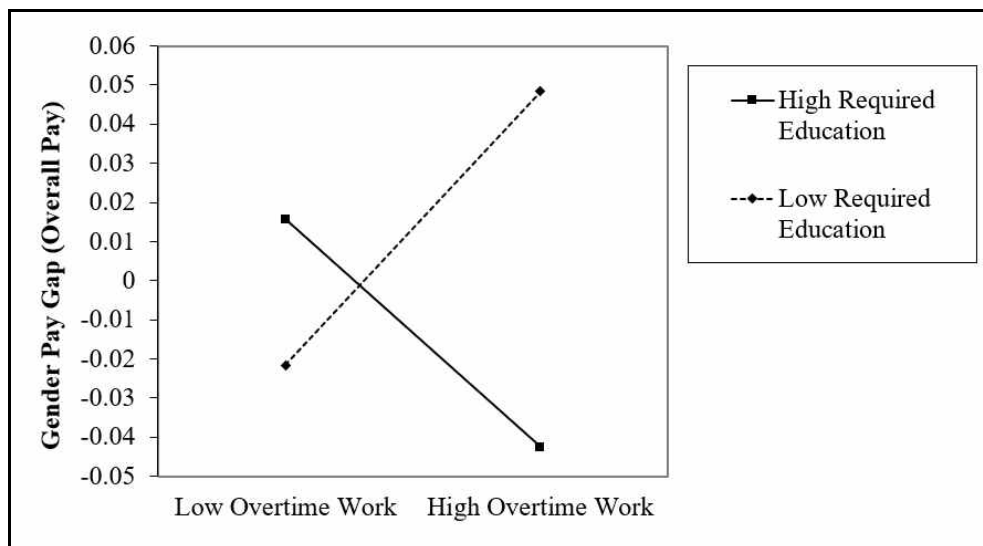 Gender Pay Gap (Overall Pay)
0.06
0.05
0.04
0.03
0.02
0.01
0
-0.01
-0.02
-0.03
-0.04
-0.05
Low Overtime Work
High Overtime Work
High Required
Education
Low Required
Education